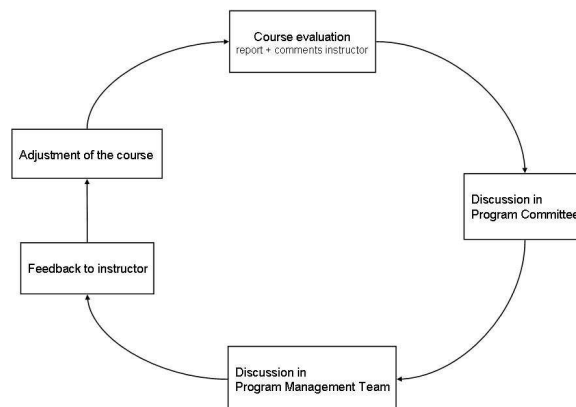 Course evaluation
report + comments instructor
Discussion in
Program Committee
Discussion in
Program Management Team
Feedback to instructor
Adjustment of the course